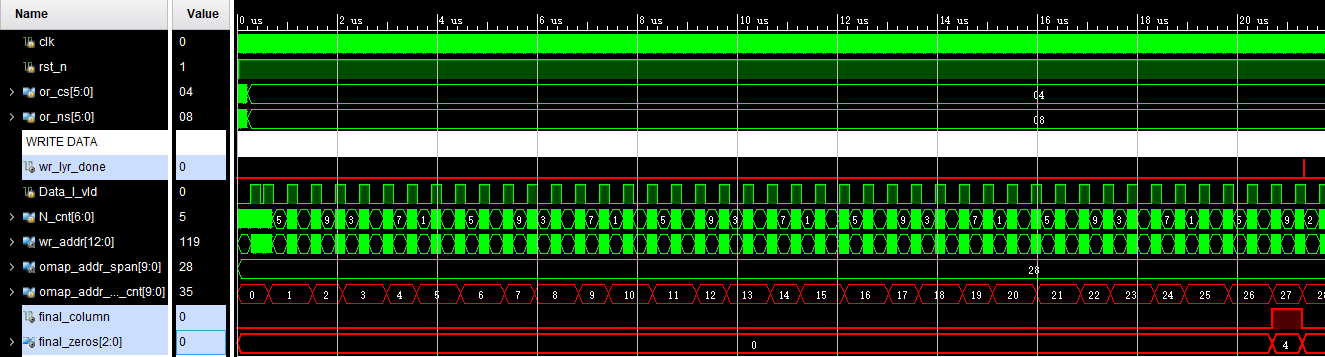 Name Value 0 us 2 us 4 us 6 us 8 us 10 us 12 us 14 us 16 us 18 us 20 us
clk 0
rst_n 1
or_cs[5:0] 04 04
or_ns[5:0] 08 08
WRITE DATA
wr_lyr_done 0
Data_I_vld 0
N_cnt[6:0] 5 5 9 3 7 1 5 9 3 7 1 5 9 3 7 1 5 9 3 7 1 5 9 3 7 1 5 9 2
wr_addr[12:0] 119
omap_addr_span[9:0] 28 28
omap_addr_..._cnt[9:0] 35 0 1 2 3 4 5 6 7 8 9 10 11 12 13 14 15 16 17 18 19 20 21 22 23 24 25 26 27 28
final_column 0
final_zeros[2:0] 0 0 4